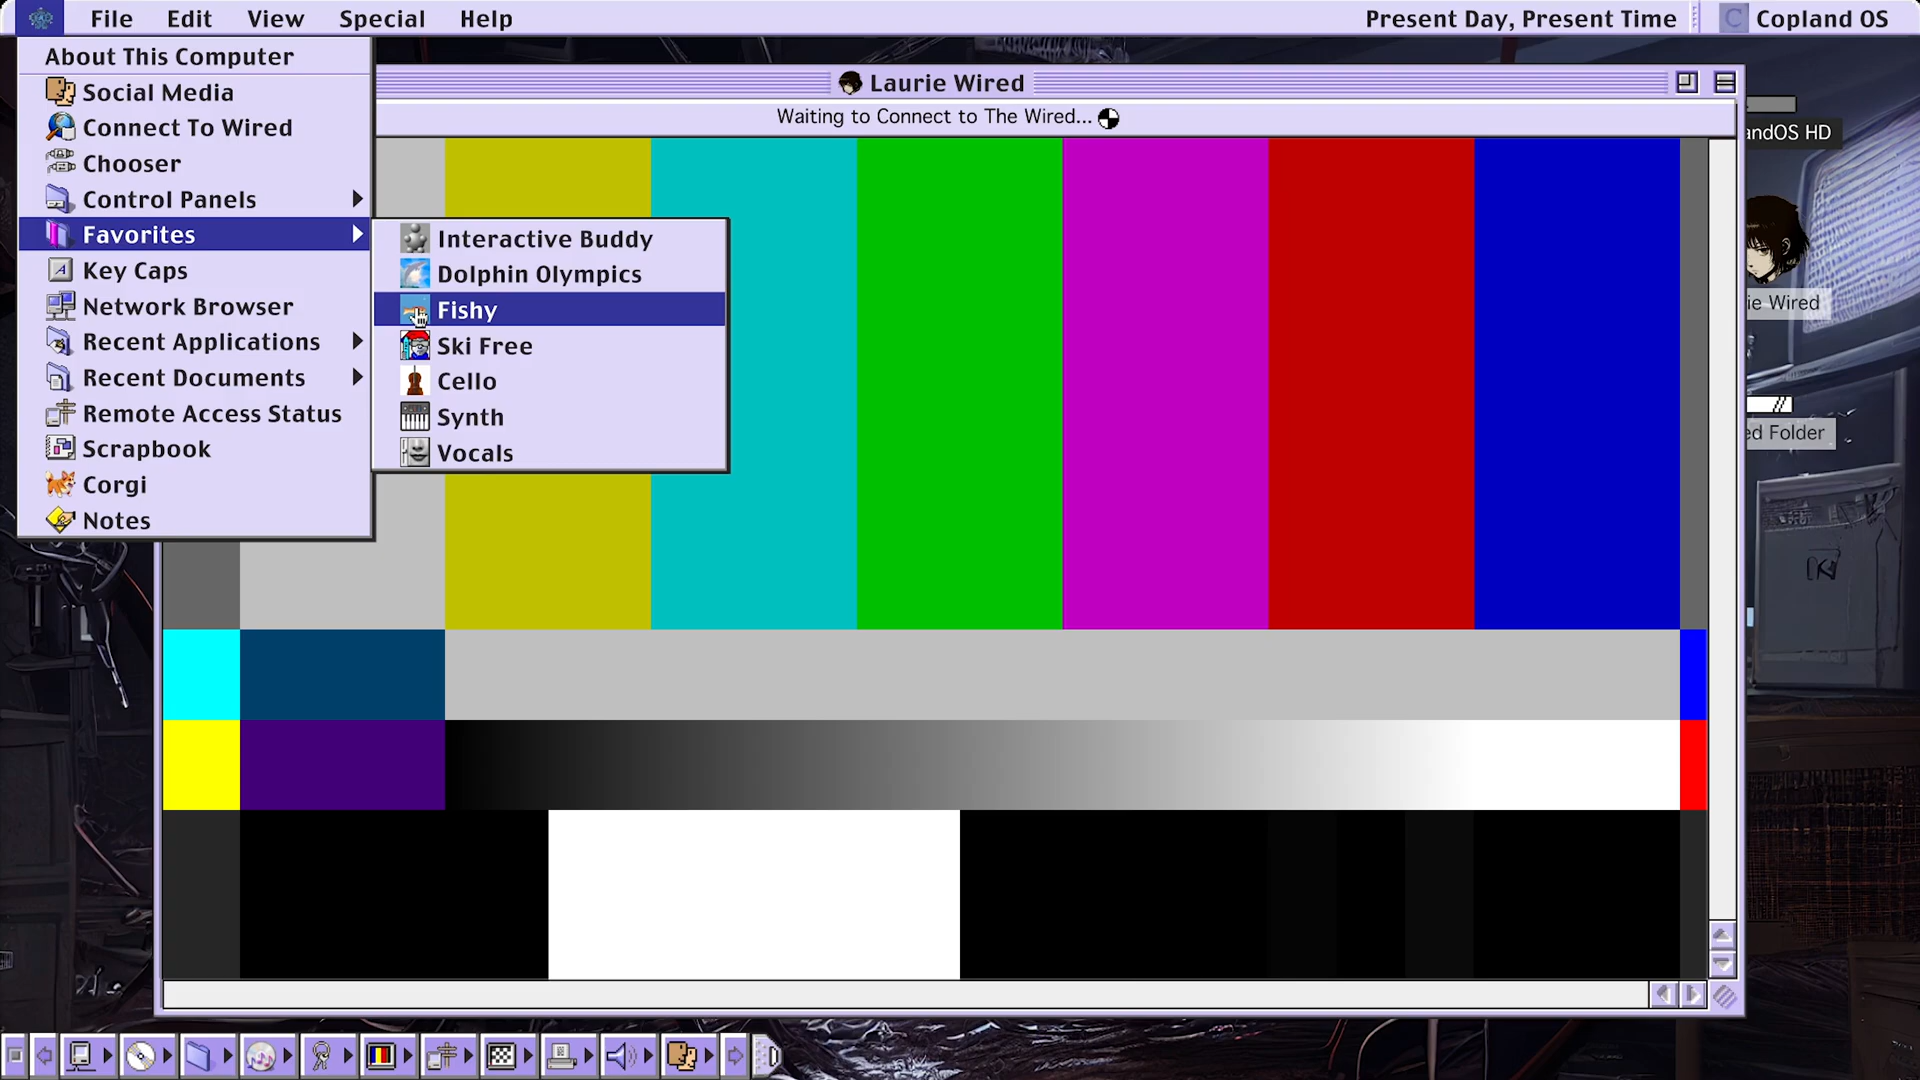 File Edit View Special Help Present Day, Present Time Copland OS
About This Computer
Social Media
Connect To Wired
Chooser
Control Panels
Favorites
Key Caps
Network Browser
Recent Applications
Recent Documents
Remote Access Status
Scrapbook
Corgi
Notes
Interactive Buddy
Dolphin Olympics
Fishy
Ski Free
Cello
Synth
Vocals
Laurie Wired
Waiting to Connect to The Wired...
andOS HD
ie Wired
ed Folder